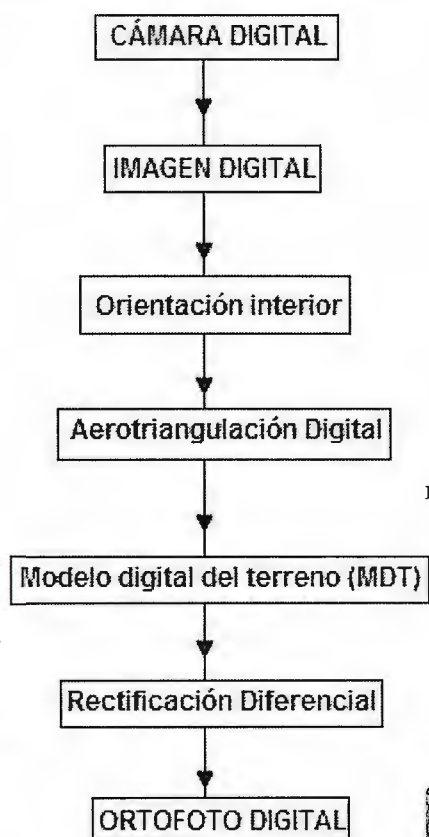 CÁMARA DIGITAL
IMAGEN DIGITAL
Orientación interior
Aerotriangulación Digital
Modelo digital del terreno (MDT)
Rectificación Diferencial
ORTOFOTO DIGITAL